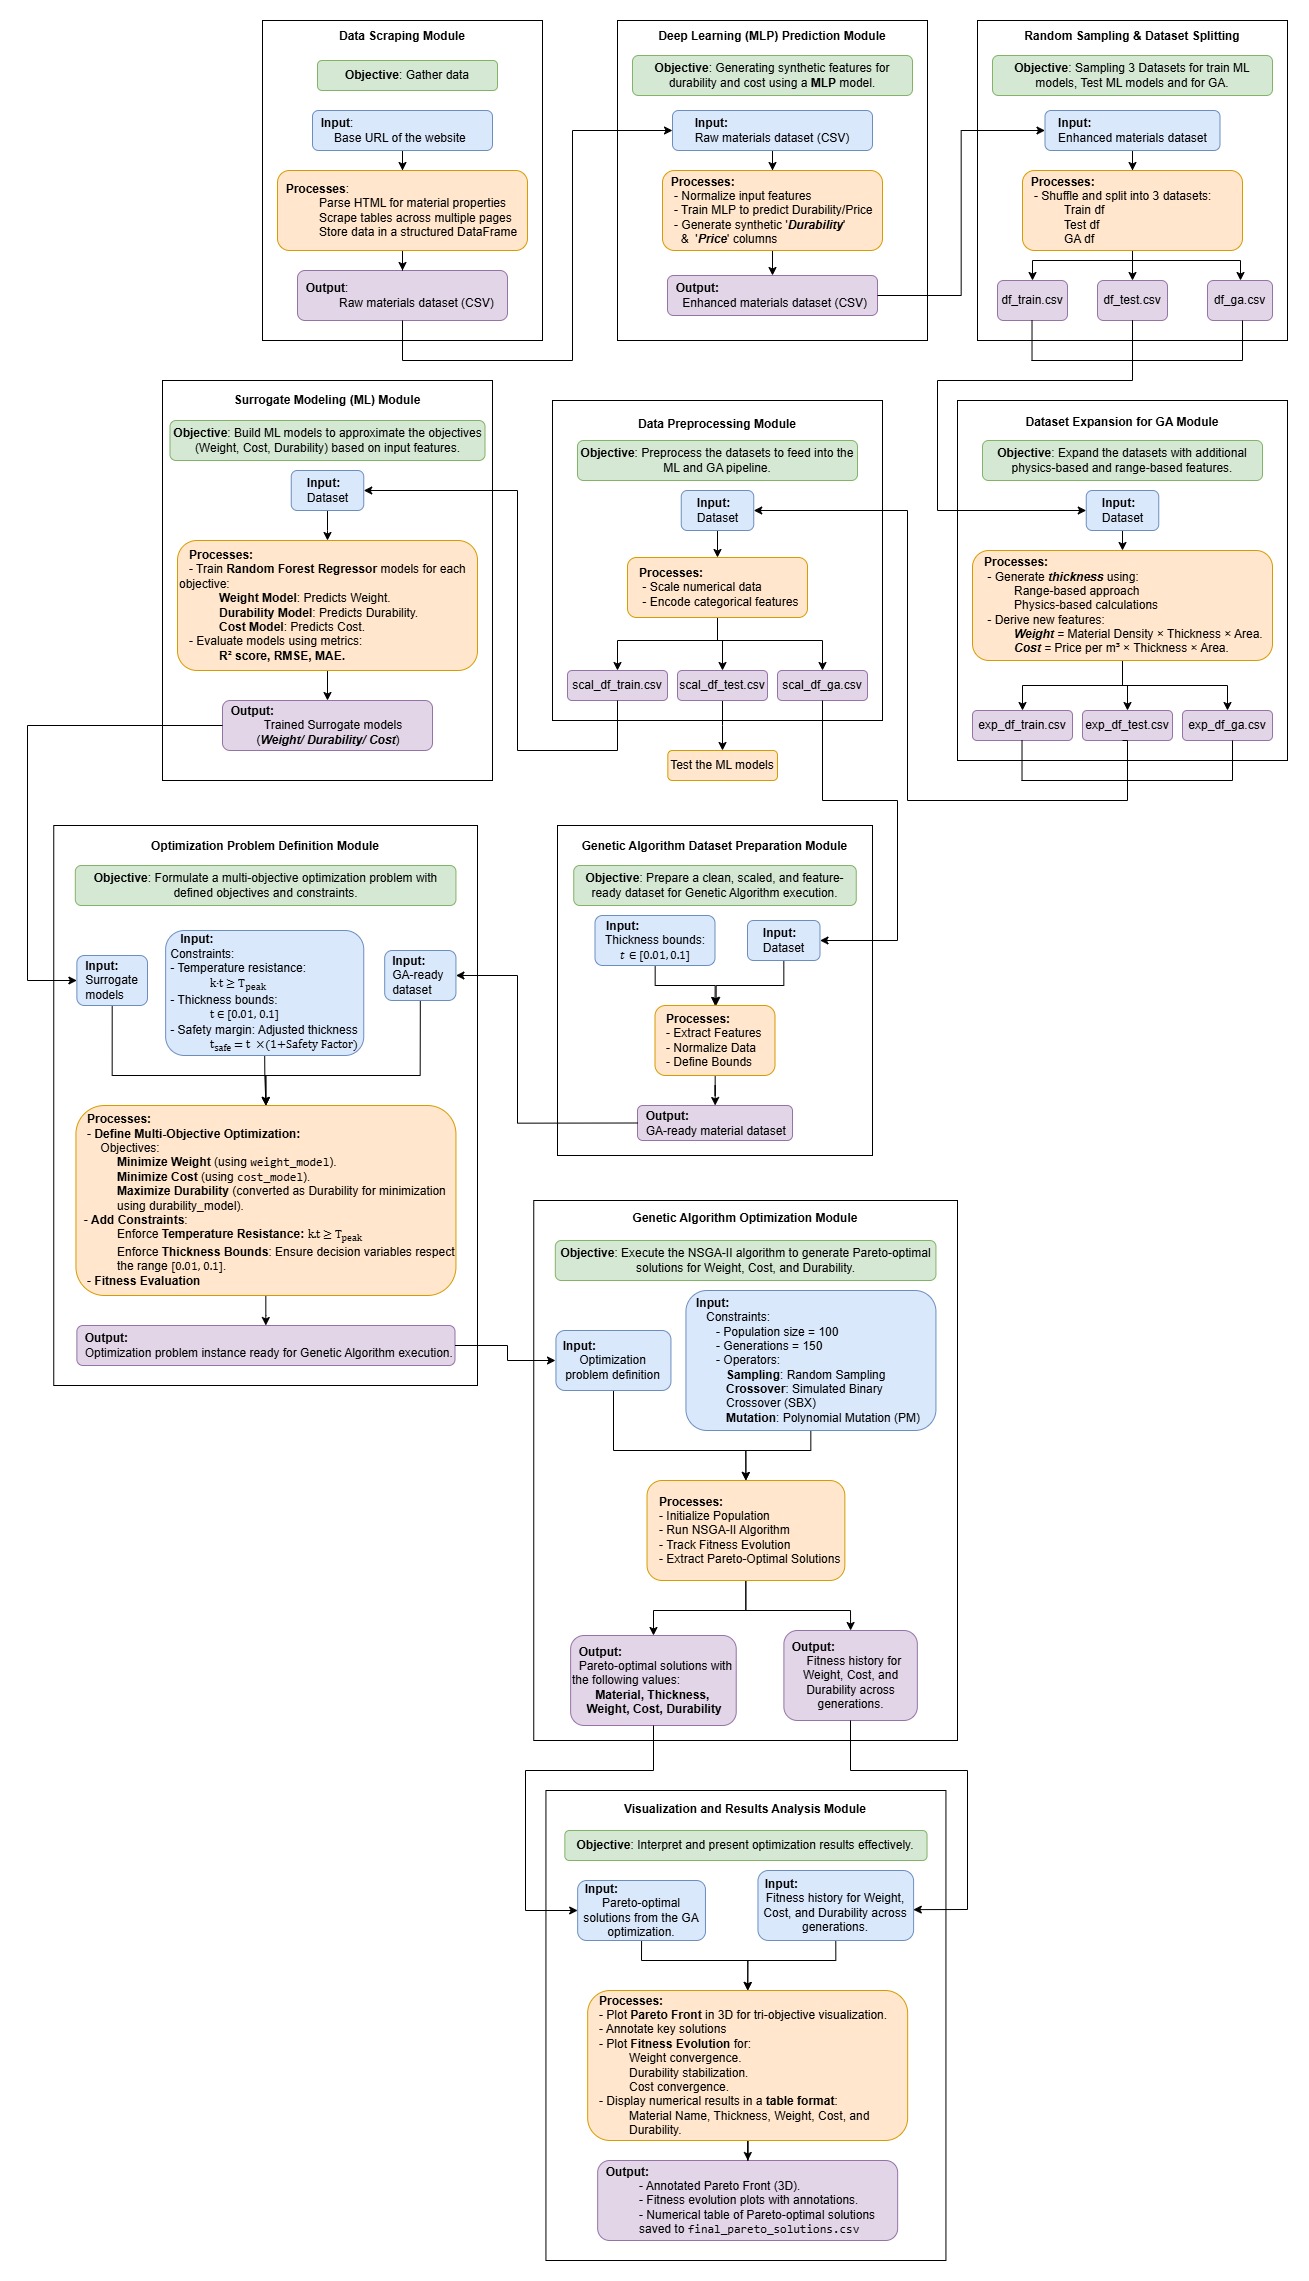 Data Scraping Module
Objective: Gather data
Input:
Base URL of the website
Processes:
Parse HTML for material properties
Scrape tables across multiple pages
Store data in a structured DataFrame
Output:
Raw materials dataset (CSV)
Deep Learning (MLP) Prediction Module
Objective: Generating synthetic features for
durability and cost using a MLP model.
Input:
Raw materials dataset (CSV)
Processes:
- Normalize input features
- Train MLP to predict Durability/Price
- Generate synthetic 'Durability'
& 'Price' columns
Output:
Enhanced materials dataset (CSV)
Random Sampling & Dataset Splitting
Objective: Sampling 3 Datasets for train ML
models, Test ML models and for GA.
Input:
Enhanced materials dataset
Processes:
- Shuffle and split into 3 datasets:
Train df
Test df
GA df
df_train.csv
df_test.csv
df_ga.csv
Surrogate Modeling (ML) Module
Objective: Build ML models to approximate the objectives
(Weight, Cost, Durability) based on input features.
Input:
Dataset
Processes:
- Train Random Forest Regressor models for each
objective:
Weight Model: Predicts Weight.
Durability Model: Predicts Durability.
Cost Model: Predicts Cost.
- Evaluate models using metrics:
R² score, RMSE, MAE.
Output:
Trained Surrogate models
(Weight/ Durability/ Cost)
Data Preprocessing Module
Objective: Preprocess the datasets to feed into the
ML and GA pipeline.
Input:
Dataset
Processes:
- Scale numerical data
- Encode categorical features
scal_df_train.csv
scal_df_test.csv
scal_df_ga.csv
Test the ML models
Dataset Expansion for GA Module
Objective: Expand the datasets with additional
physics-based and range-based features.
Input:
Dataset
Processes:
- Generate thickness using:
Range-based approach
Physics-based calculations
- Derive new features:
Weight = Material Density × Thickness × Area.
Cost = Price per m³ × Thickness × Area.
exp_df_train.csv
exp_df_test.csv
exp_df_ga.csv
Optimization Problem Definition Module
Objective: Formulate a multi-objective optimization problem with
defined objectives and constraints.
Input:
Surrogate
models
Input:
Constraints:
- Temperature resistance:
k·t ≥ Tpeak
- Thickness bounds:
t ∈ [0.01, 0.1]
- Safety margin: Adjusted thickness
tsafe = t ×(1+Safety Factor)
Input:
GA-ready
dataset
Processes:
- Define Multi-Objective Optimization:
Objectives:
Minimize Weight (using weight_model).
Minimize Cost (using cost_model).
Maximize Durability (converted as Durability for minimization
using durability_model).
- Add Constraints:
Enforce Temperature Resistance: k.t ≥ Tpeak
Enforce Thickness Bounds: Ensure decision variables respect
the range [0.01, 0.1].
- Fitness Evaluation
Output:
Optimization problem instance ready for Genetic Algorithm execution.
Genetic Algorithm Dataset Preparation Module
Objective: Prepare a clean, scaled, and feature-
ready dataset for Genetic Algorithm execution.
Input:
Thickness bounds:
t ∈ [0.01, 0.1]
Input:
Dataset
Processes:
- Extract Features
- Normalize Data
- Define Bounds
Output:
GA-ready material dataset
Genetic Algorithm Optimization Module
Objective: Execute the NSGA-II algorithm to generate Pareto-optimal
solutions for Weight, Cost, and Durability.
Input:
Optimization
problem definition
Input:
Constraints:
- Population size = 100
- Generations = 150
- Operators:
Sampling: Random Sampling
Crossover: Simulated Binary
Crossover (SBX)
Mutation: Polynomial Mutation (PM)
Processes:
- Initialize Population
- Run NSGA-II Algorithm
- Track Fitness Evolution
- Extract Pareto-Optimal Solutions
Output:
Pareto-optimal solutions with
the following values:
Material, Thickness,
Weight, Cost, Durability
Output:
Fitness history for
Weight, Cost, and
Durability across
generations.
Visualization and Results Analysis Module
Objective: Interpret and present optimization results effectively.
Input:
Pareto-optimal
solutions from the GA
optimization.
Input:
Fitness history for Weight,
Cost, and Durability across
generations.
Processes:
- Plot Pareto Front in 3D for tri-objective visualization.
- Annotate key solutions
- Plot Fitness Evolution for:
Weight convergence.
Durability stabilization.
Cost convergence.
- Display numerical results in a table format:
Material Name, Thickness, Weight, Cost, and
Durability.
Output:
- Annotated Pareto Front (3D).
- Fitness evolution plots with annotations.
- Numerical table of Pareto-optimal solutions
saved to final_pareto_solutions.csv